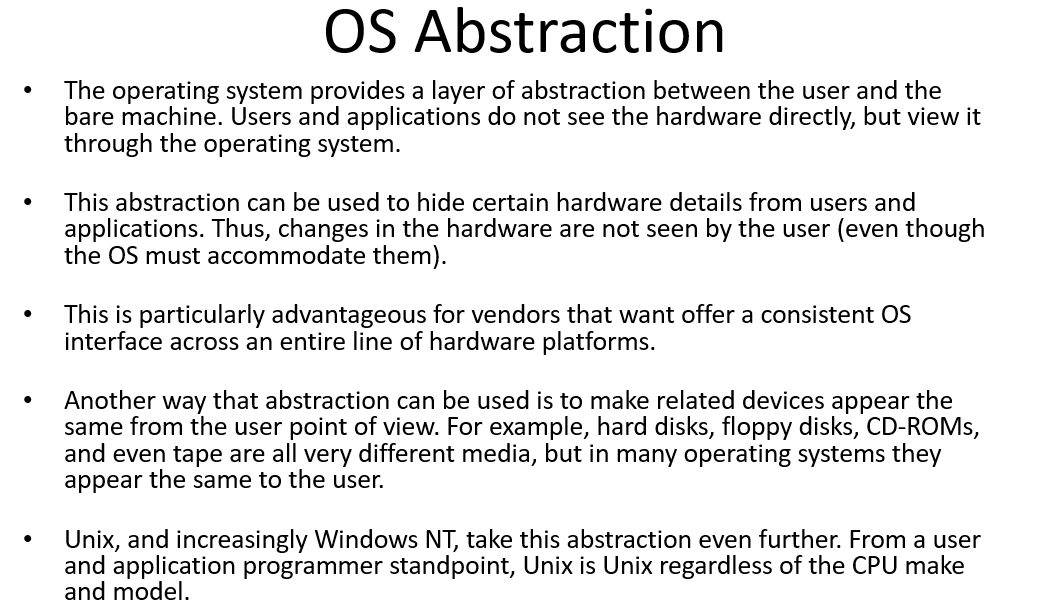 OS Abstraction
• The operating system provides a layer of abstraction between the user and the
bare machine. Users and applications do not see the hardware directly, but view it
through the operating system.
• This abstraction can be used to hide certain hardware details from users and
applications. Thus, changes in the hardware are not seen by the user (even though
the OS must accommodate them).
• This is particularly advantageous for vendors that want offer a consistent OS
interface across an entire line of hardware platforms.
• Another way that abstraction can be used is to make related devices appear the
same from the user point of view. For example, hard disks, floppy disks, CD-ROMs,
and even tape are all very different media, but in many operating systems they
appear the same to the user.
• Unix, and increasingly Windows NT, take this abstraction even further. From a user
and application programmer standpoint, Unix is Unix regardless of the CPU make
and model.